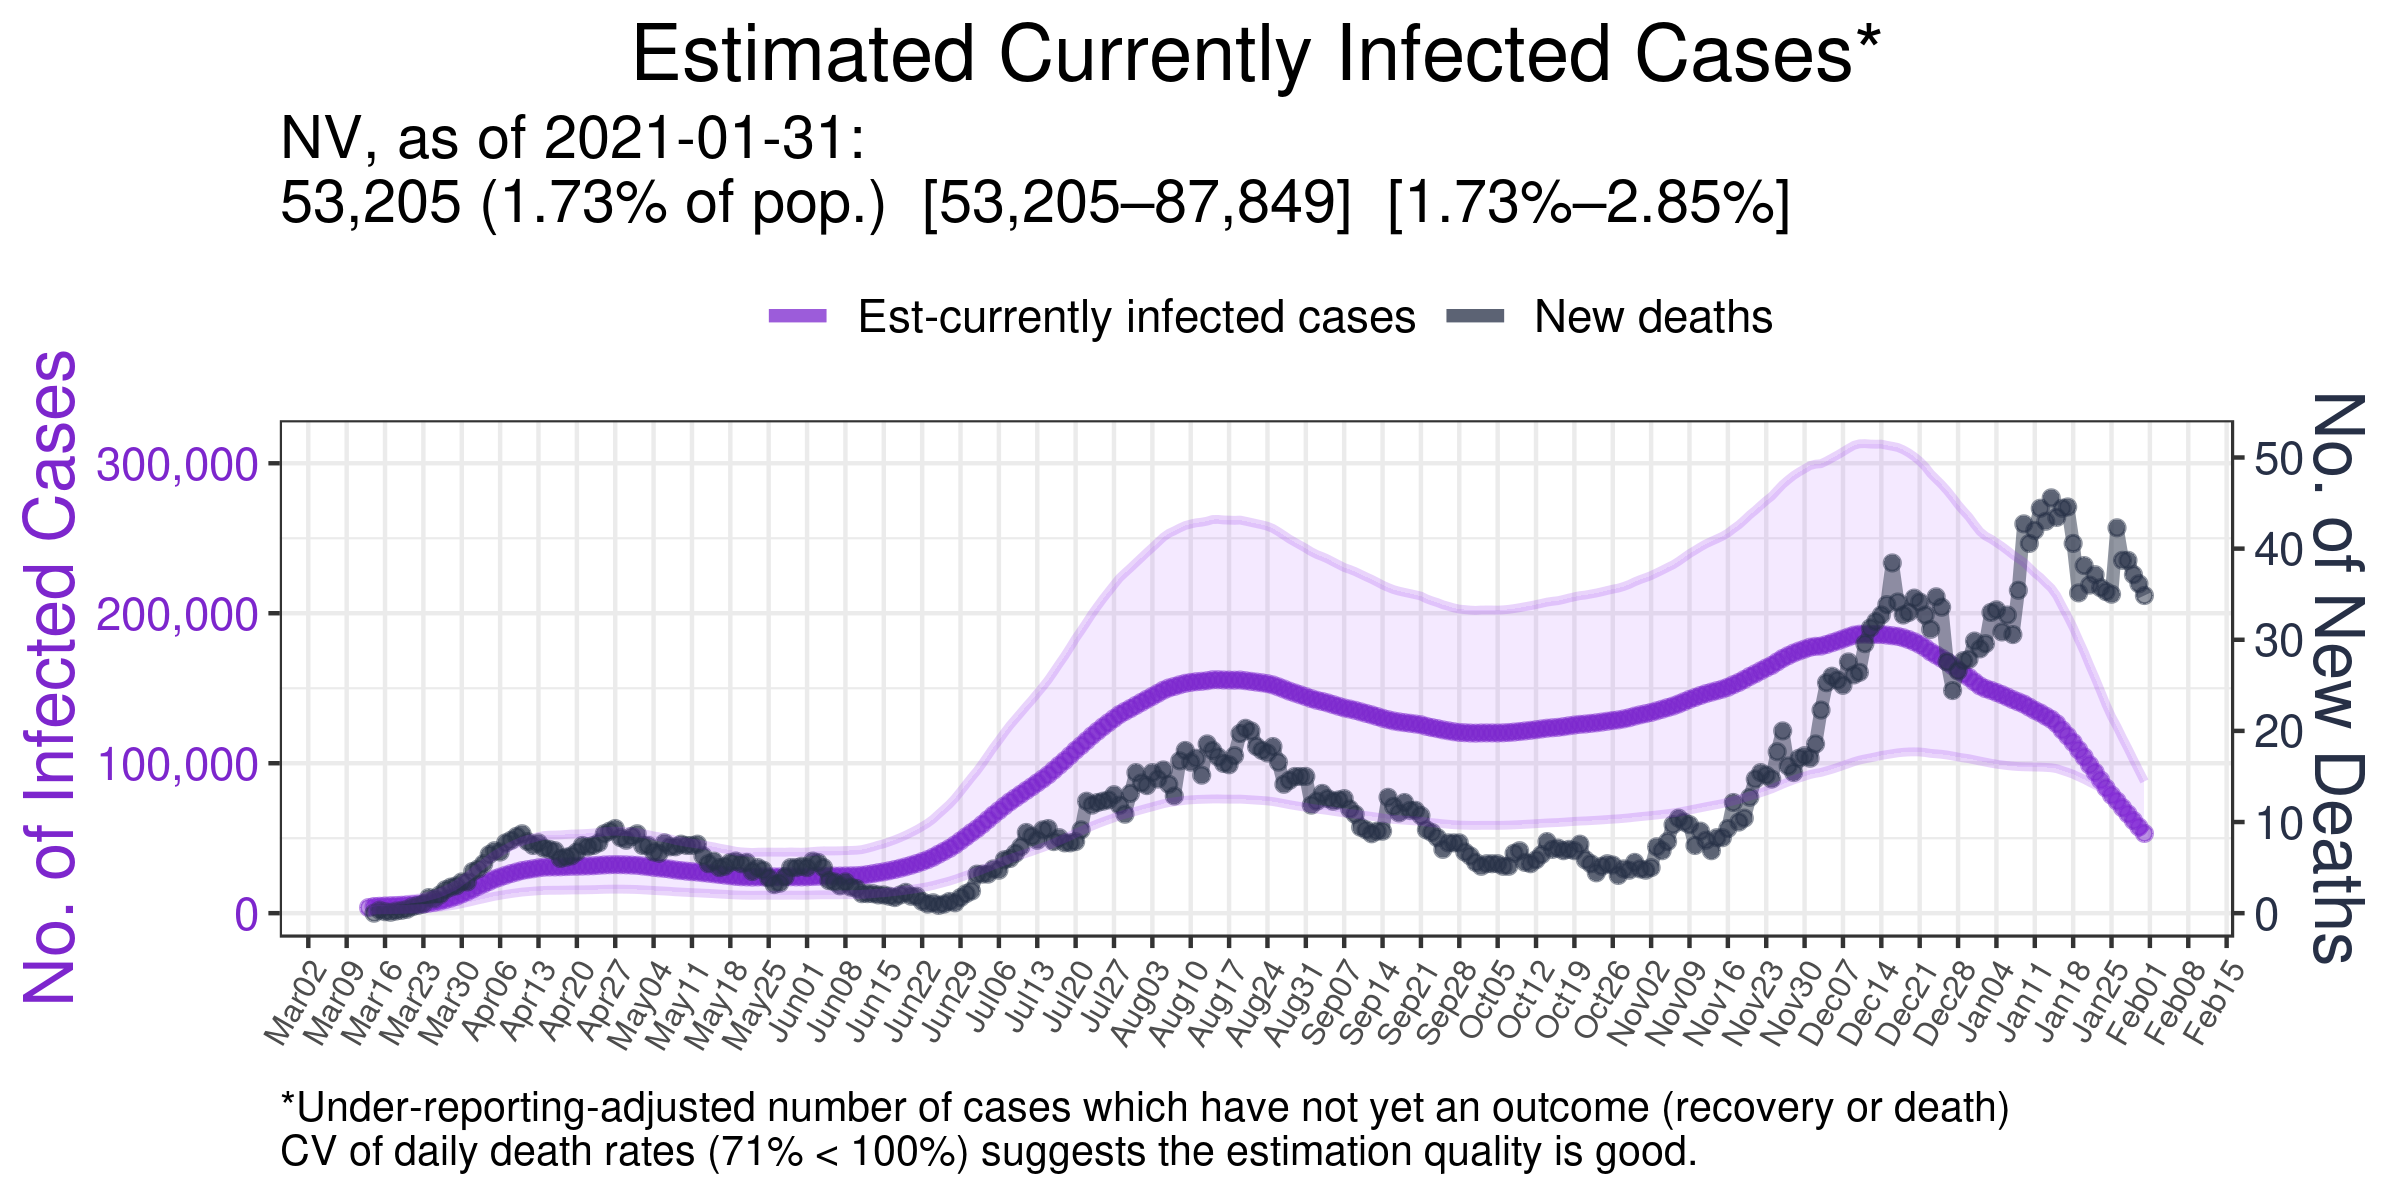 Estimated Currently Infected Cases*
NV, as of 2021-01-31:
53,205 (1.73% of pop.) [53,205–87,849] [1.73%–2.85%]
Est-currently infected cases
New deaths
No. of Infected Cases
300,000
200,000
100,000
0
50
40
30
20
10
0
No. of New Deaths
Mar02
Mar09
Mar16
Mar23
Mar30
Apr06
Apr13
Apr20
Apr27
May04
May11
May18
May25
Jun01
Jun08
Jun15
Jun22
Jun29
Jul06
Jul13
Jul20
Jul27
Aug03
Aug10
Aug17
Aug24
Aug31
Sep07
Sep14
Sep21
Sep28
Oct05
Oct12
Oct19
Oct26
Nov02
Nov09
Nov16
Nov23
Nov30
Dec07
Dec14
Dec21
Dec28
Jan04
Jan11
Jan18
Jan25
Feb01
Feb08
Feb15
*Under-reporting-adjusted number of cases which have not yet an outcome (recovery or death)
CV of daily death rates (71% < 100%) suggests the estimation quality is good.